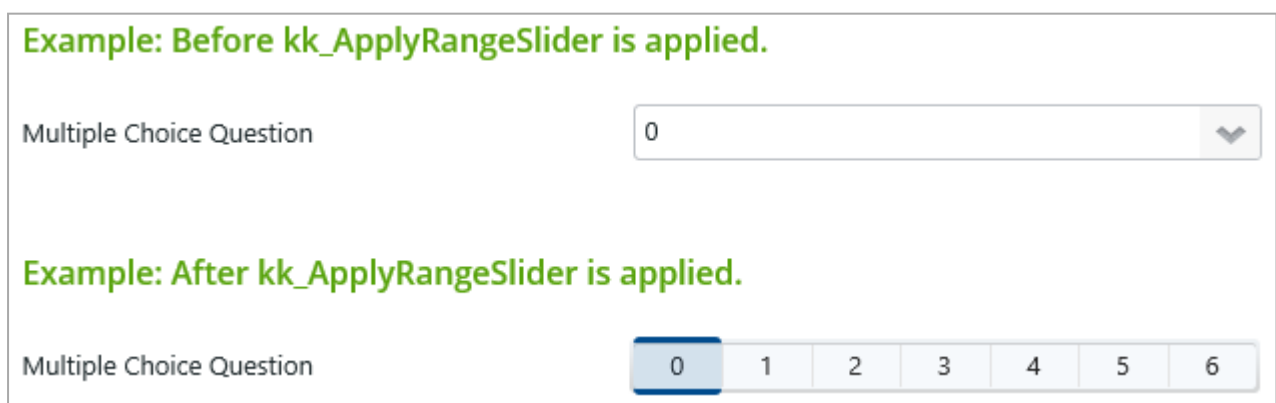 Example: Before kk_ApplyRangeSlider is applied.
Multiple Choice Question 0
Example: After kk_ApplyRangeSlider is applied.
Multiple Choice Question 0 1 2 3 4 5 6